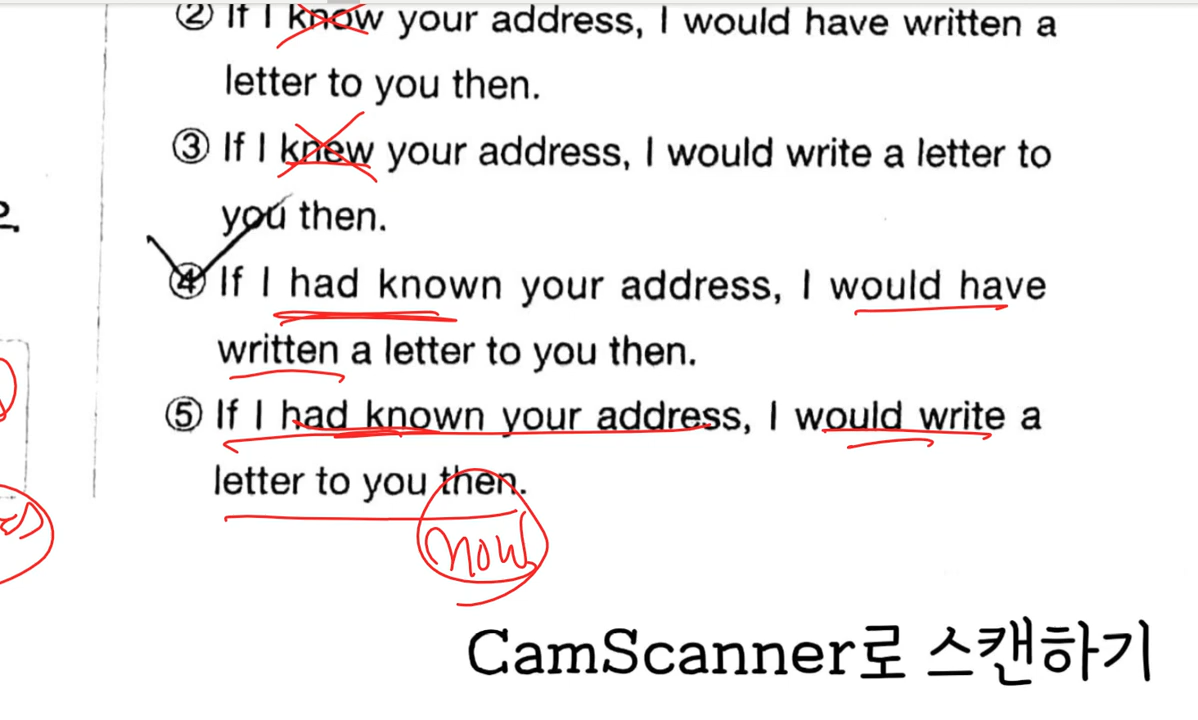 ② If I know your address, I would have written a
letter to you then.
③ If I knew your address, I would write a letter to
you then.
④ If I had known your address, I would have
written a letter to you then.
⑤ If I had known your address, I would write a
letter to you then.
now
CamScanner로 스캔하기